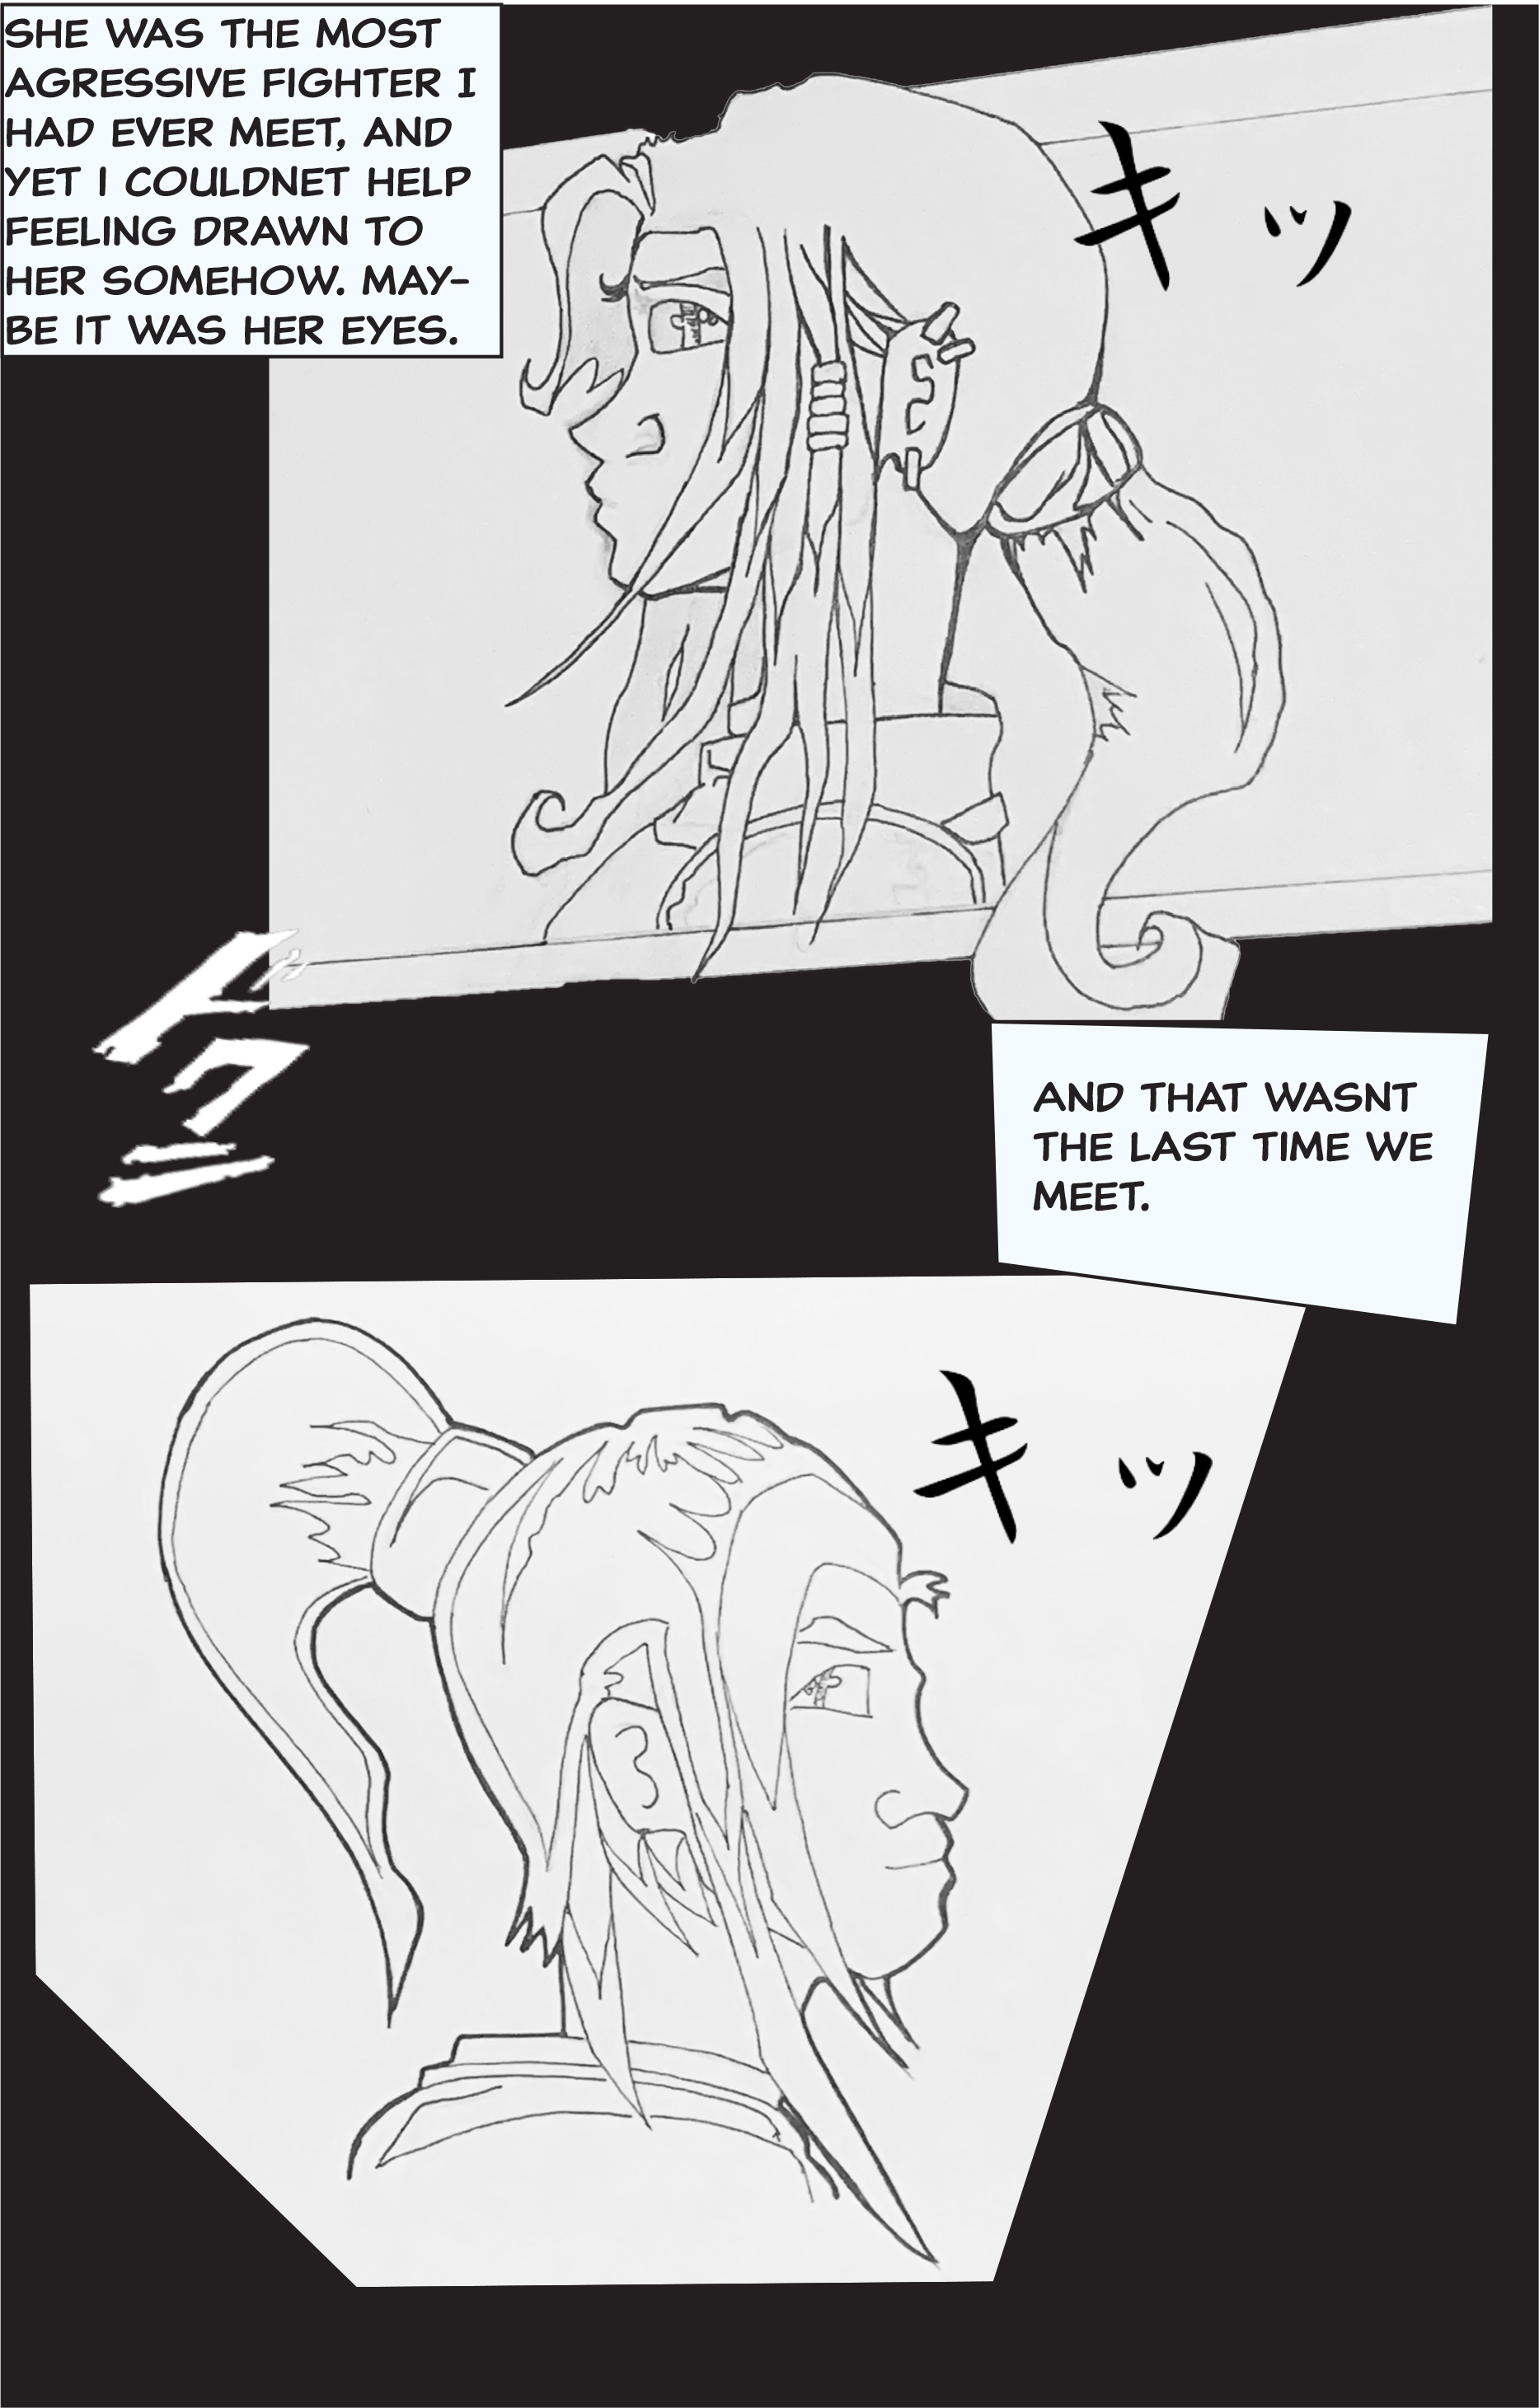 SHE WAS THE MOST
AGRESSIVE FIGHTER I
HAD EVER MEET, AND
YET I COULDNET HELP
FEELING DRAWN TO
HER SOMEHOW. MAY-
BE IT WAS HER EYES.
キッ
ドクン
AND THAT WASNT
THE LAST TIME WE
MEET.
キッ